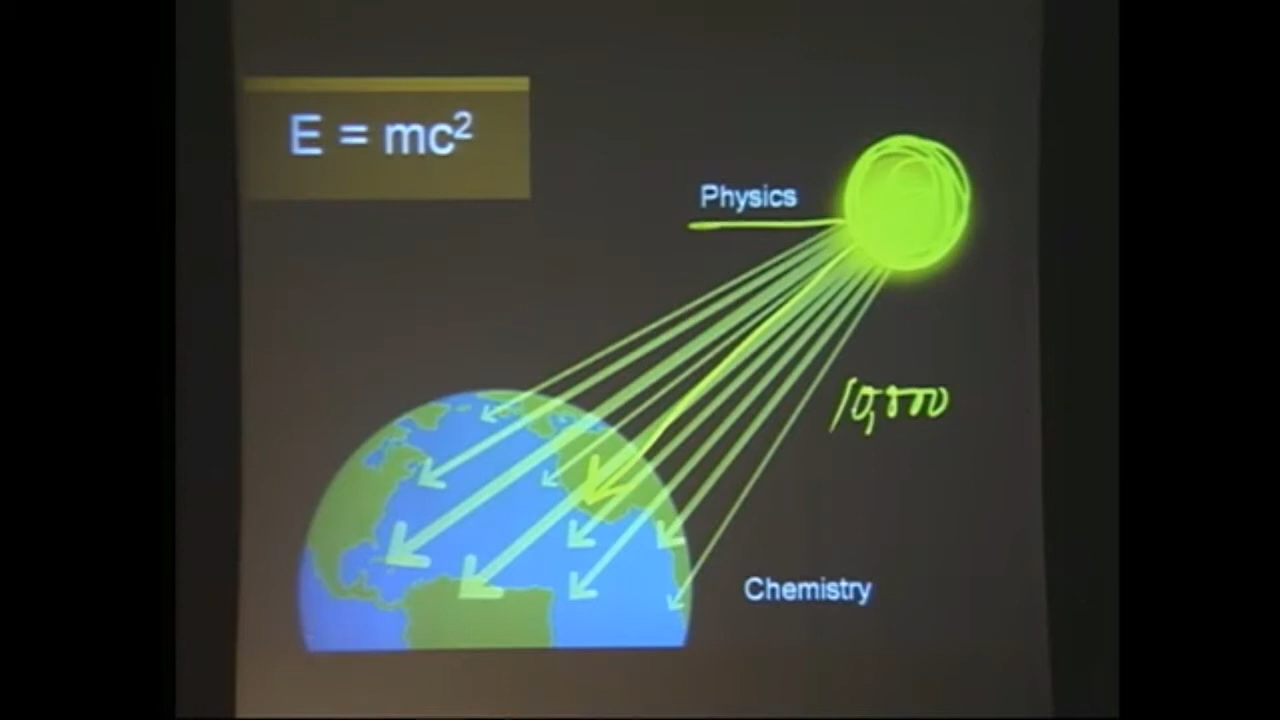 E = mc²
Physics
10,000
Chemistry